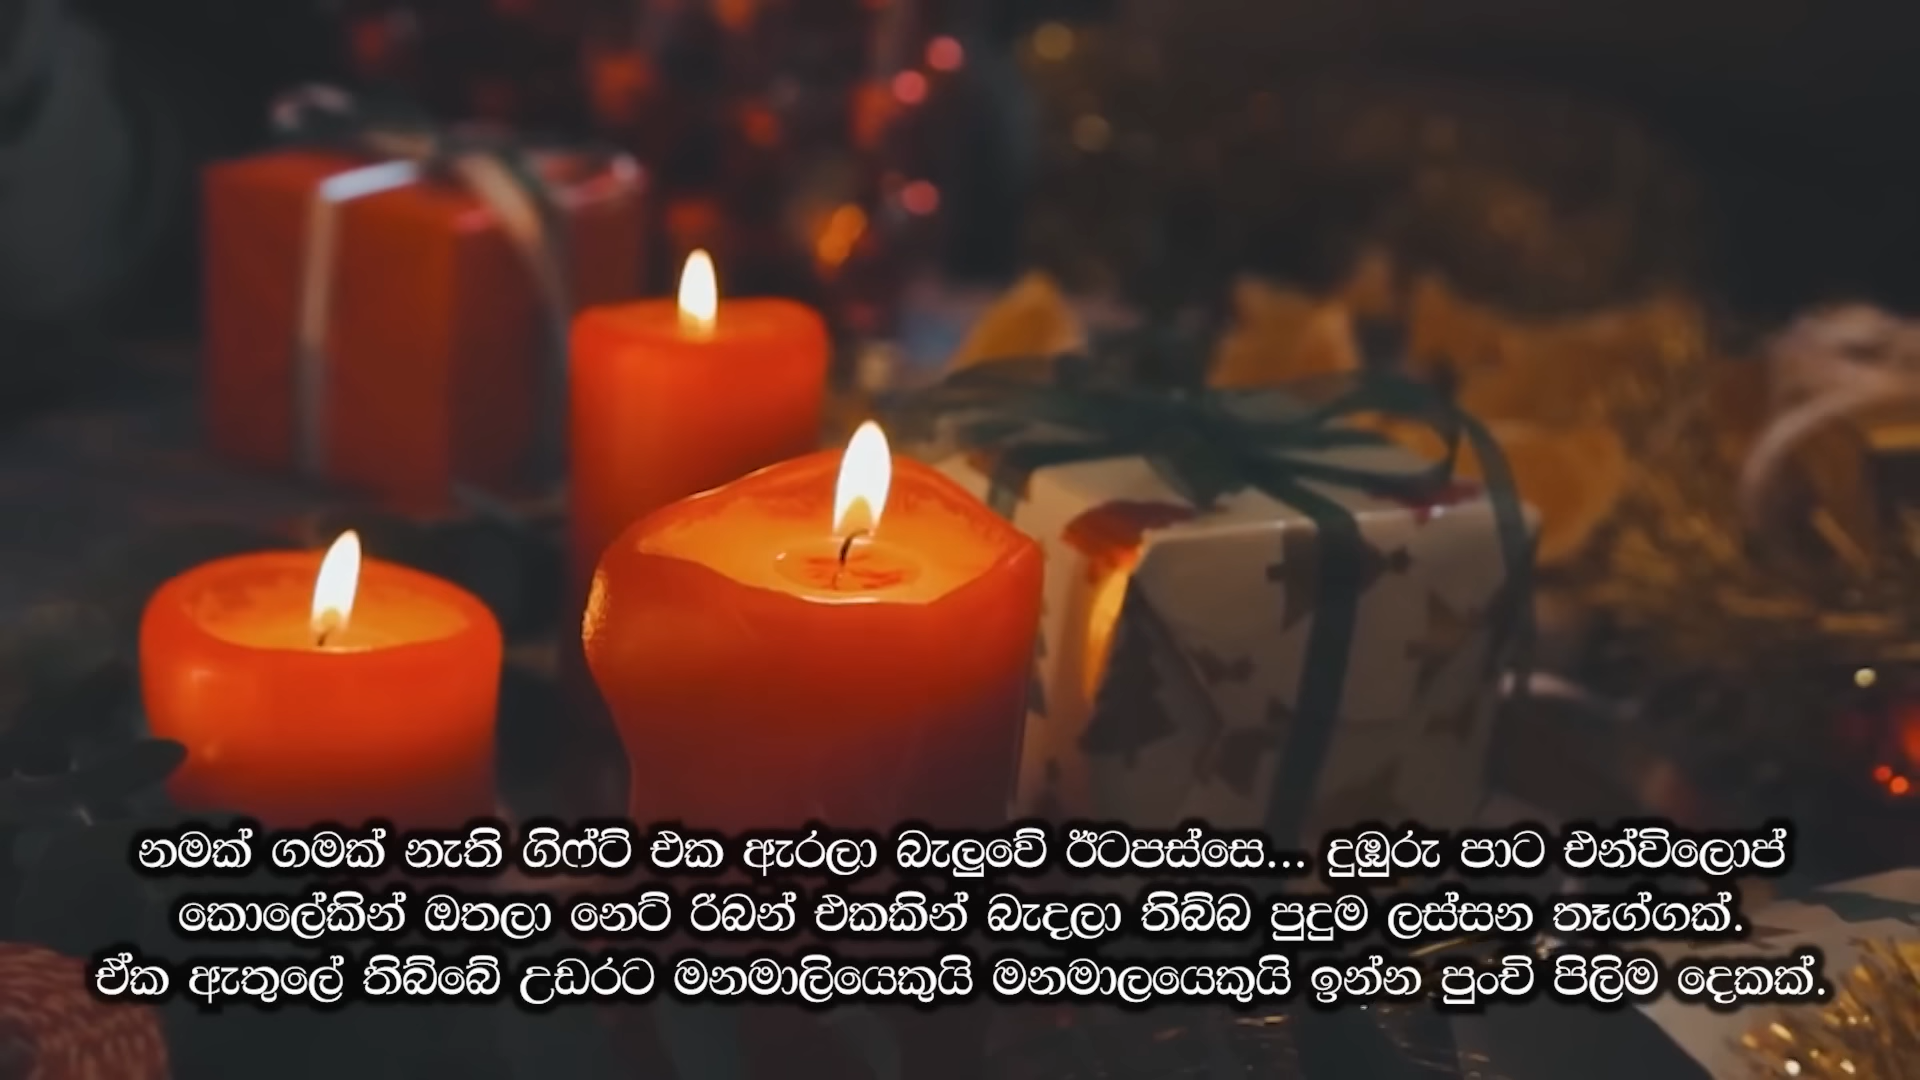 නමක් ගමක් නැති ගිෆ්ට් එක ඇරලා බැලුවේ ඊටපස්සෙ... දුඹුරු පාට එන්විලොප්
කොලේකින් ඔතලා නෙට් රිබන් එකකින් බැදලා තිබ්බ පුදුම ලස්සන තෑග්ගක්.
ඒක ඇතුලේ තිබ්බේ උඩරට මනමාලියෙකුයි මනමාලයෙකුයි ඉන්න පුංචි පිලිම දෙකක්.